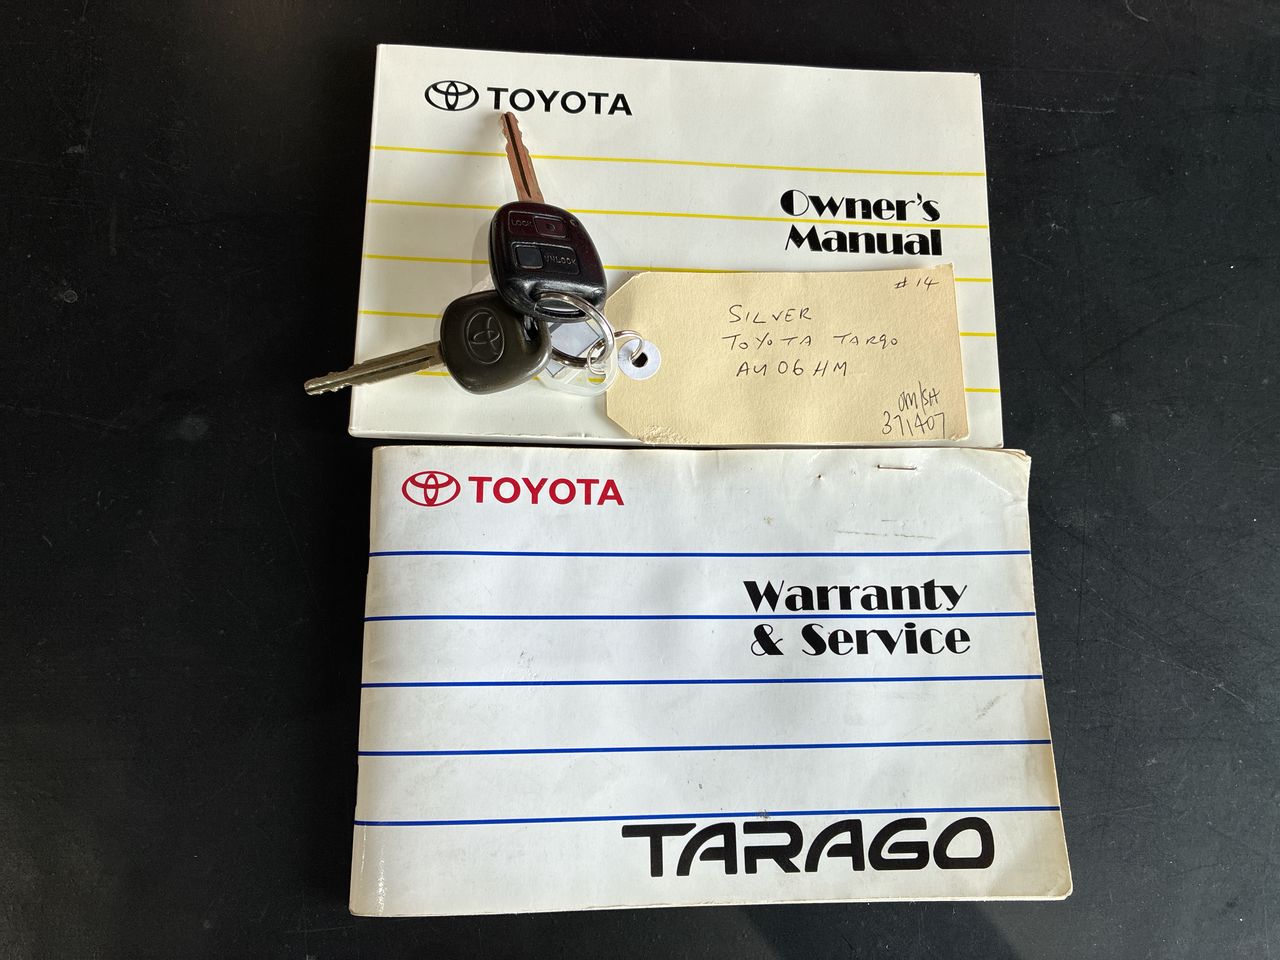 TOYOTA
Owner's
Manual
LOCK
UNLOCK
# 14
SILVER
TOYOTA TARGO
AU06HM
371407
TOYOTA
Warranty
& Service
TARAGO